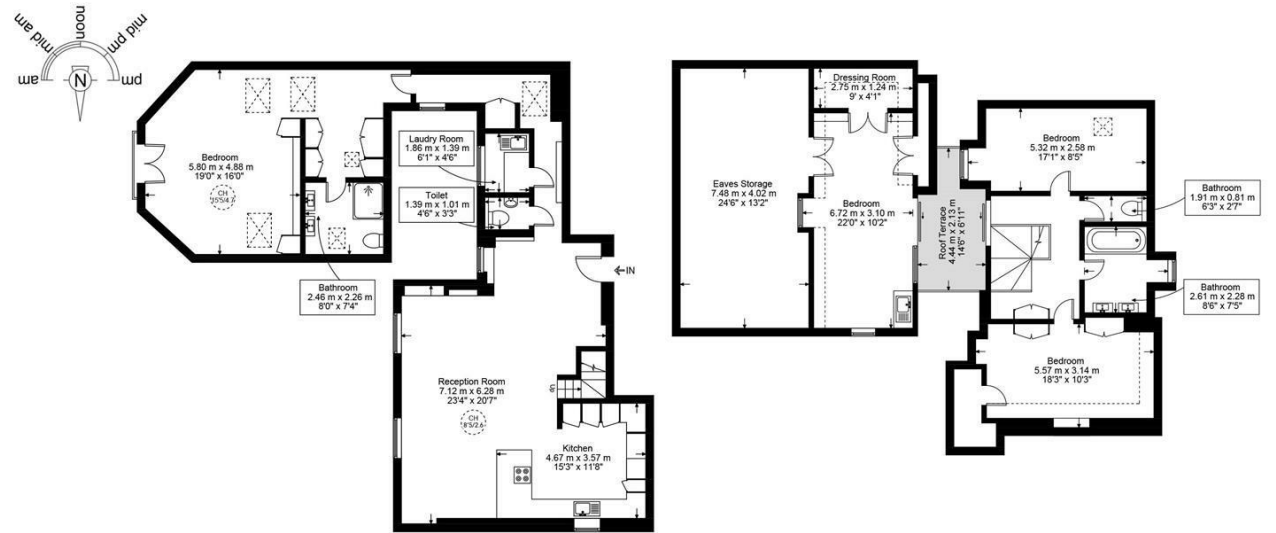 am
mid am
noon
mid pm
pm
N
Bedroom
5.80 m x 4.88 m
19'0" x 16'0"
CH
Laudry Room
1.86 m x 1.39 m
6'1" x 4'6"
Toilet
1.39 m x 1.01 m
4'6" x 3'3"
Bathroom
2.46 m x 2.26 m
8'0" x 7'4"
IN
Reception Room
7.12 m x 6.28 m
23'4" x 20'7"
CH
8'5/2.6
Up
Kitchen
4.67 m x 3.57 m
15'3" x 11'8"
Dressing Room
2.75 m x 1.24 m
9' x 4'1"
Eaves Storage
7.48 m x 4.02 m
24'6" x 13'2"
Bedroom
6.72 m x 3.10 m
22'0" x 10'2"
Roof Terrace
4.44 m x 2.13 m
14'6" x 6'11"
Bedroom
5.32 m x 2.58 m
17'1" x 8'5"
Bathroom
1.91 m x 0.81 m
6'3" x 2'7"
Bathroom
2.61 m x 2.28 m
8'6" x 7'5"
Bedroom
5.57 m x 3.14 m
18'3" x 10'3"